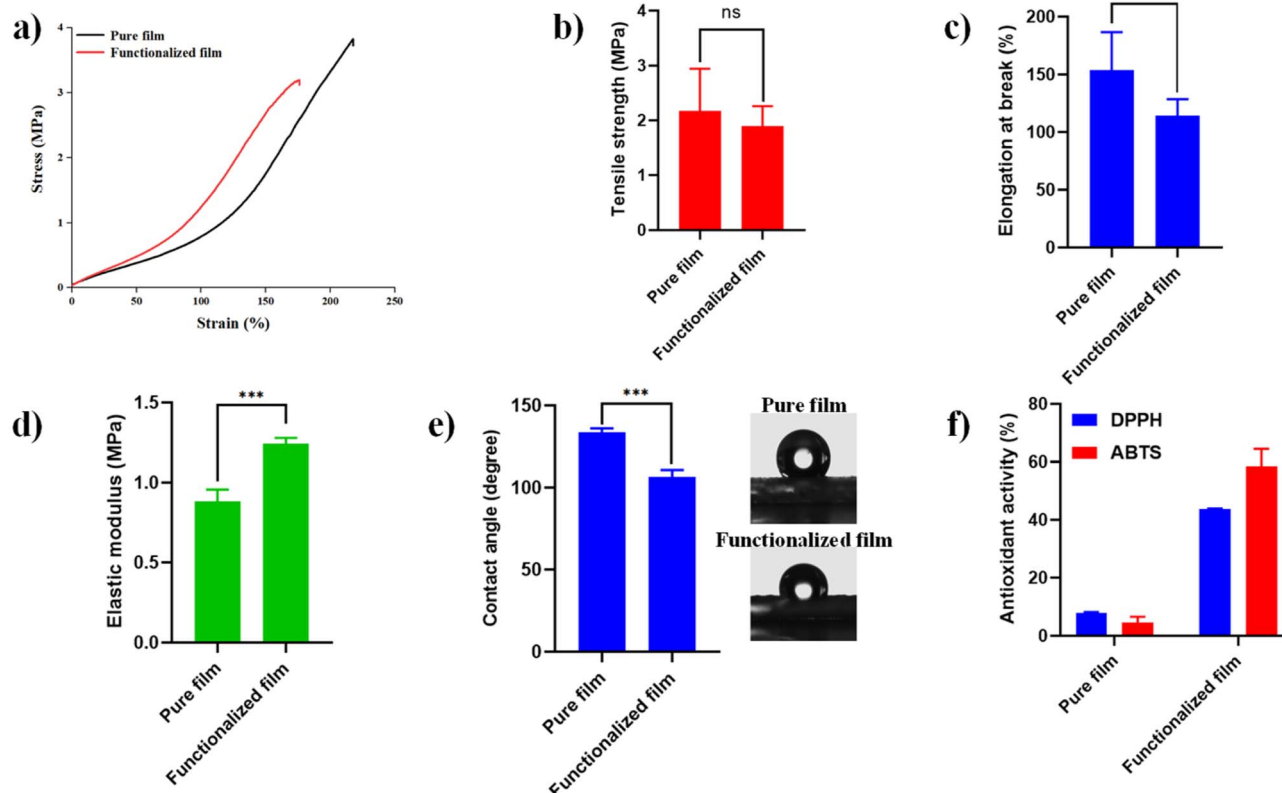 a)
Pure film
Functionalized film
4
3
2
1
0
Stress (MPa)
0 50 100 150 200 250
Strain (%)
b)
ns
Tensile strength (MPa)
4
3
2
1
0
Pure film
Functionalized film
c)
Elongation at break (%)
200
150
100
50
0
Pure film
Functionalized film
d)
***
Elastic modulus (MPa)
1.5
1.0
0.5
0.0
Pure film
Functionalized film
e)
***
Contact angle (degree)
150
100
50
0
Pure film
Functionalized film
Pure film
Functionalized film
f)
DPPH
ABTS
Antioxidant activity (%)
80
60
40
20
0
Pure film
Functionalized film